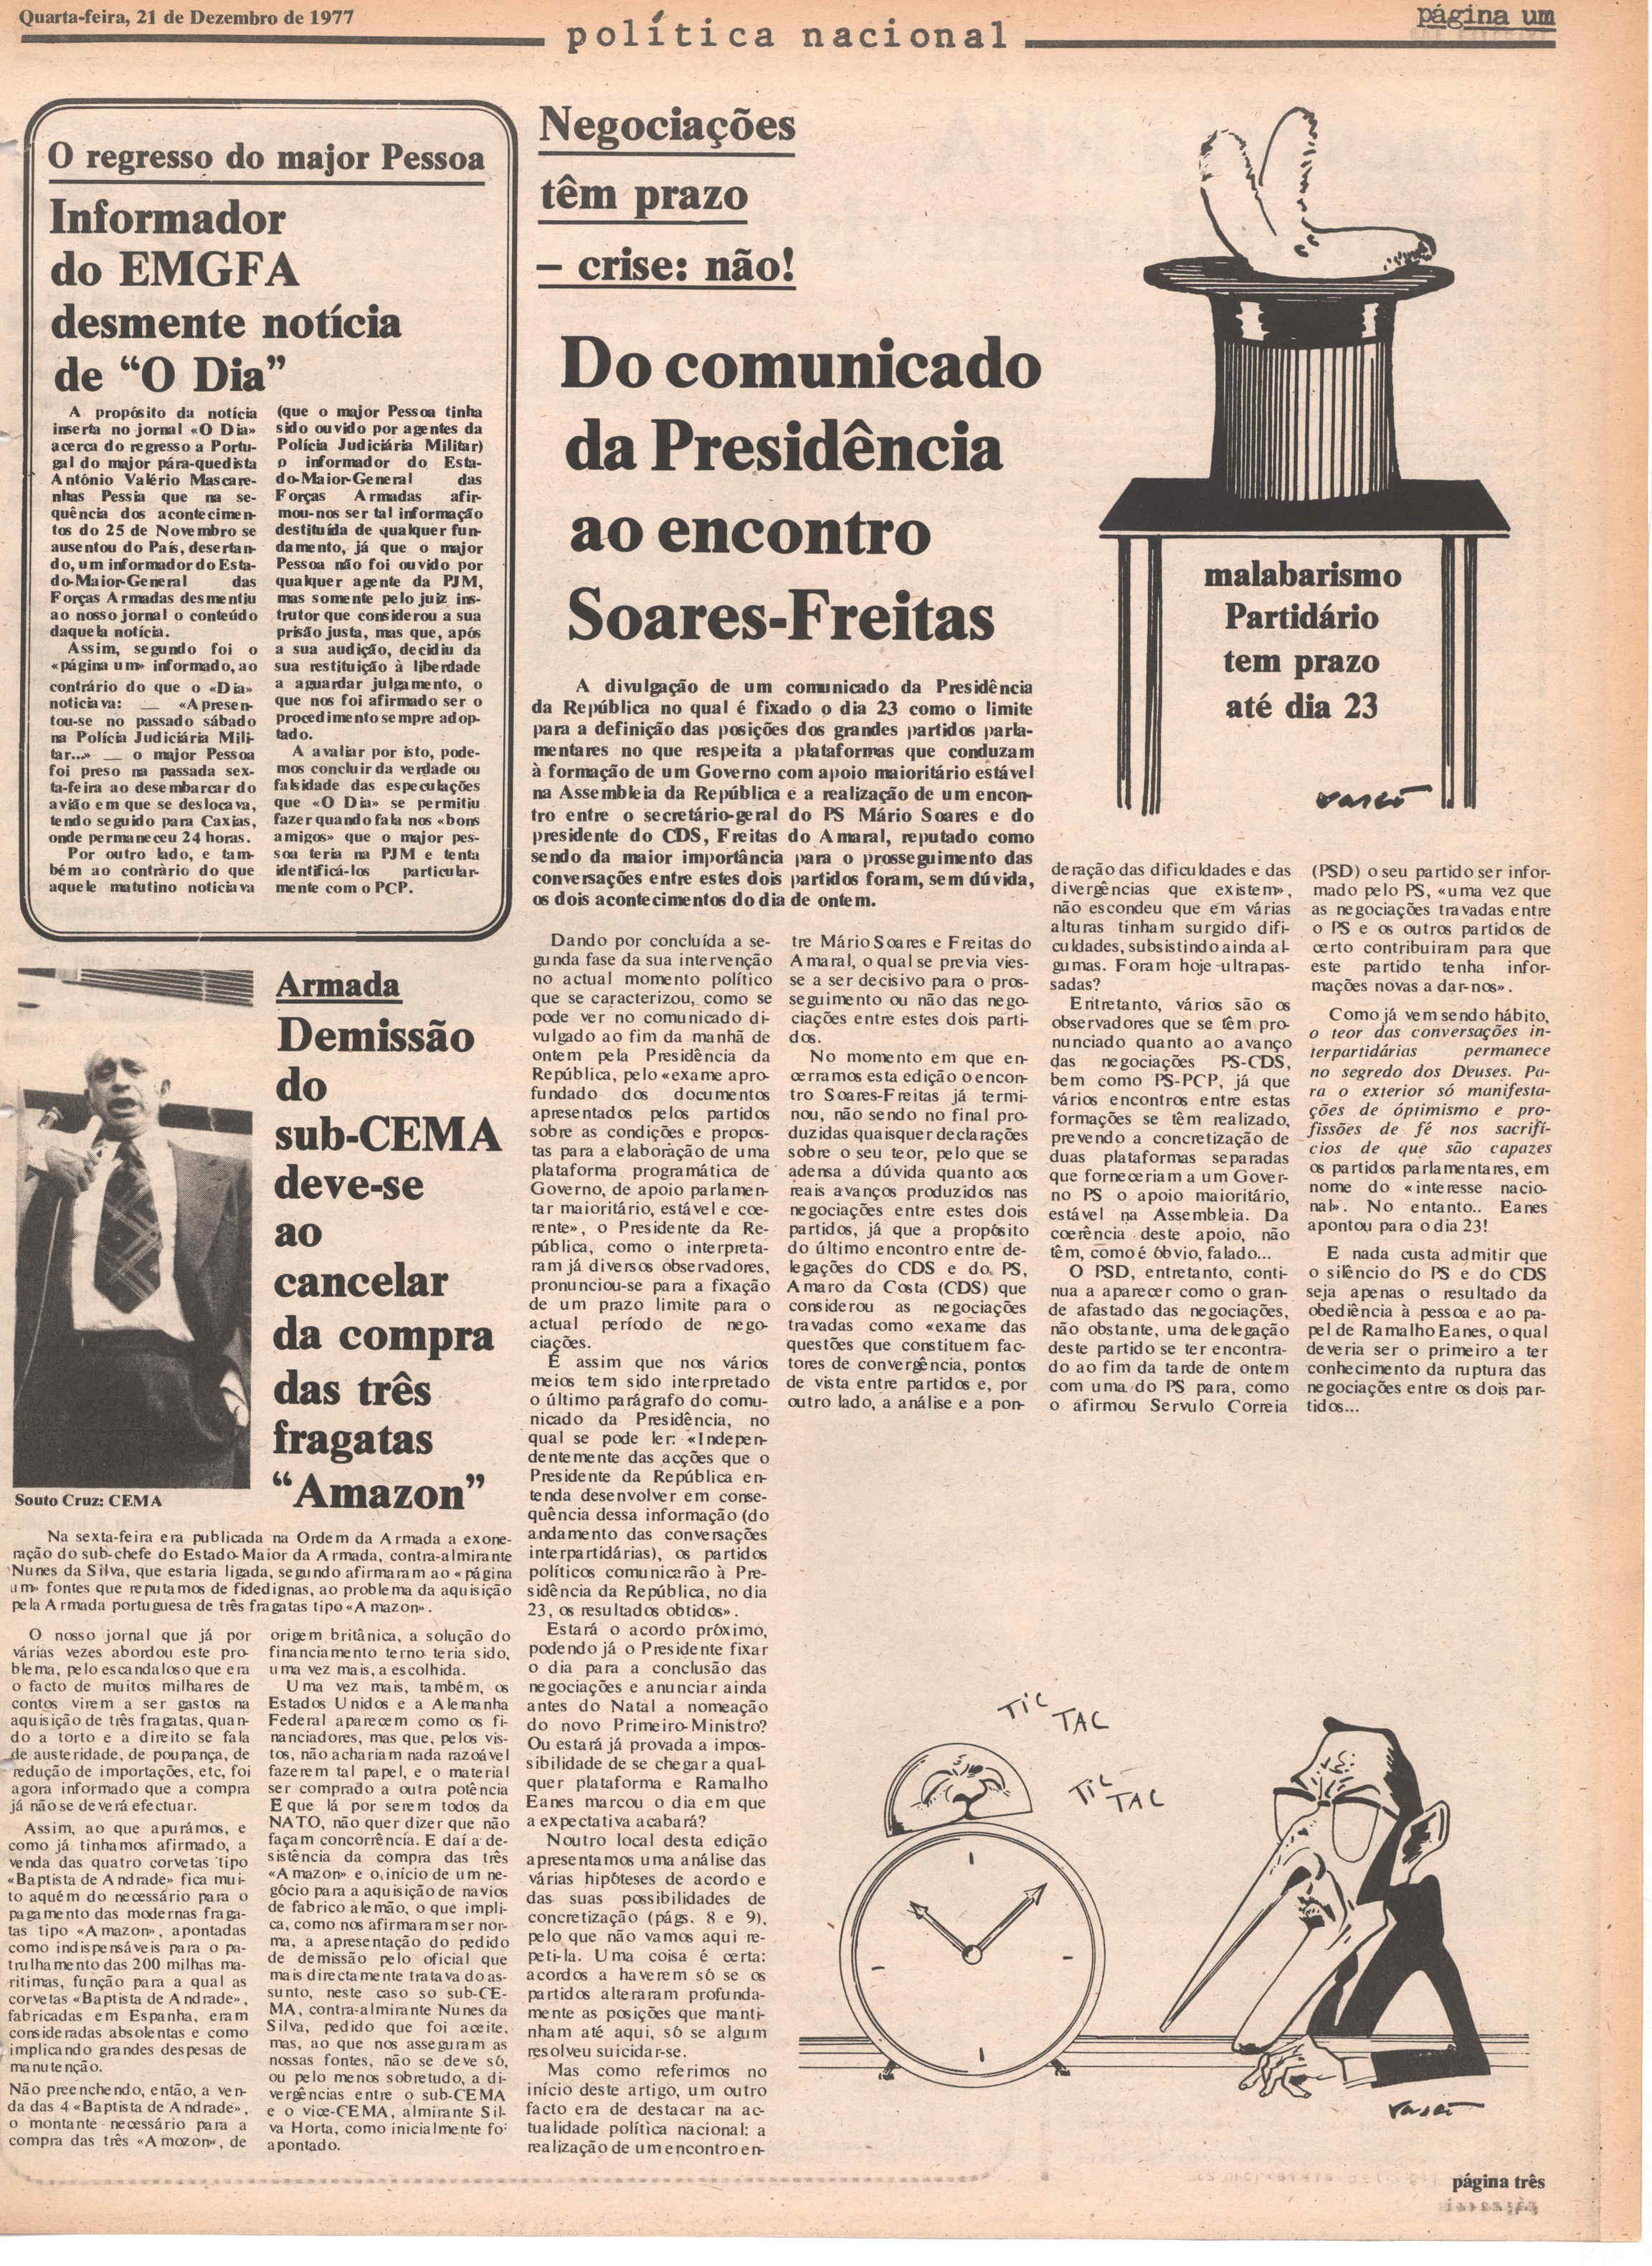 Quarta-feira, 21 de Dezembro de 1977
política nacional
página um
O regresso do major Pessoa
Informador
do EMGFA
desmente notícia
de “O Dia”
A propósito da notícia
inserta no jornal «O Dia»
acerca do regresso a Portu-
gal do major pára-quedista
António Valério Mascare-
nhas Pessia que na se-
quência dos acontecimen-
tos do 25 de Novembro se
ausentou do País, desertan-
do, um informador do Esta-
do-Maior-General das
Forças Armadas desmentiu
ao nosso jornal o conteúdo
daquela notícia.
Assim, segundo foi o
«página um» informado, ao
contrário do que o «Dia»
noticiava: — «Apresen-
tou-se no passado sábado
na Polícia Judiciária Mili-
tar...» — o major Pessoa
foi preso na passada sex-
ta-feira ao desembarcar do
avião em que se deslocava,
tendo seguido para Caxias,
onde permaneceu 24 horas.
Por outro lado, e tam-
bém ao contràrio do que
aquele matutino noticiava
(que o major Pessoa tinha
sido ouvido por agentes da
Polícia Judiciária Militar)
o informador do Esta-
do-Maior-General das
Forças Armadas afir-
mou-nos ser tal informação
destituída de qualquer fun-
damento, já que o major
Pessoa não foi ouvido por
qualquer agente da PJM,
mas somente pelo juiz ins-
trutor que considerou a sua
prisão justa, mas que, após
a sua audição, decidiu da
sua restituição à liberdade
a aguardar julgamento, o
que nos foi afirmado ser o
procedimento sempre adop-
tado.
A avaliar por isto, pode-
mos concluir da verdade ou
falsidade das especulações
que «O Dia» se permitiu
fazer quando fala nos «bons
amigos» que o major pes-
soa teria na PJM e tenta
identificá-los particular-
mente com o PCP.
Armada
Demissão
do
sub-CEMA
deve-se
ao
cancelar
da compra
das três
fragatas
“Amazon”
Souto Cruz: CEMA
Na sexta-feira era publicada na Ordem da Armada a exone-
ração do sub-chefe do Estado-Maior da Armada, contra-almirante
Nunes da Silva, que estaria ligada, segundo afirmaram ao «página
um» fontes que reputamos de fidedignas, ao problema da aquisição
pela Armada portuguesa de três fragatas tipo «Amazon».
O nosso jornal que já por
várias vezes abordou este pro-
blema, pelo escandaloso que era
o facto de muitos milhares de
contos virem a ser gastos na
aquisição de três fragatas, quan-
do a torto e a direito se fala
de austeridade, de poupança, de
redução de importações, etc, foi
agora informado que a compra
já não se deverá efectuar.
Assim, ao que apurámos, e
como já tinhamos afirmado, a
venda das quatro corvetas tipo
«Baptista de Andrade» fica mui-
to aquém do necessário para o
pagamento das modernas fraga-
tas tipo «Amazon», apontadas
como indispensáveis para o pa-
trulhamento das 200 milhas ma-
ritimas, função para a qual as
corvetas «Baptista de Andrade»,
fabricadas em Espanha, eram
consideradas absolentas e como
implicando grandes despesas de
manutenção.
Não preenchendo, então, a ven-
da das 4 «Baptista de Andrade»,
o montante necessário para a
compra das três «Amozon», de
origem britânica, a solução do
financiamento terno teria sido,
uma vez mais, a escolhida.
Uma vez mais, também, os
Estados Unidos e a Alemanha
Federal aparecem como os fi-
nanciadores, mas que, pelos vis-
tos, não achariam nada razoável
fazerem tal papel, e o material
ser comprado a outra potência
E que lá por serem todos da
NATO, não quer dizer que não
façam concorrência. E daí a de-
sistência da compra das três
«Amazon» e o início de um ne-
gócio para a aquisição de navios
de fabrico alemão, o que impli-
ca, como nos afirmaram ser nor-
ma, a apresentação do pedido
de demissão pelo oficial que
mais directamente tratava do as-
sunto, neste caso so sub-CE-
MA, contra-almirante Nunes da
Silva, pedido que foi aceite,
mas, ao que nos asseguram as
nossas fontes, não se deve só,
ou pelo menos sobretudo, a di-
vergências entre o sub-CEMA
e o vice-CEMA, almirante Sil-
va Horta, como inicialmente foi
apontado.
Negociações
têm prazo
– crise: não!
Do comunicado
da Presidência
ao encontro
Soares-Freitas
A divulgação de um comunicado da Presidência
da República no qual é fixado o dia 23 como o limite
para a definição das posições dos grandes partidos parla-
mentares no que respeita a plataformas que conduzam
à formação de um Governo com apoio maioritário estável
na Assembleia da República e a realização de um encon-
tro entre o secretário-geral do PS Mário Soares e do
presidente do CDS, Freitas do Amaral, reputado como
sendo da maior importância para o prosseguimento das
conversações entre estes dois partidos foram, sem dúvida,
os dois acontecimentos do dia de ontem.
Dando por concluída a se-
gunda fase da sua intervenção
no actual momento político
que se caracterizou, como se
pode ver no comunicado di-
vulgado ao fim da manhã de
ontem pela Presidência da
República, pelo «exame apro-
fundado dos documentos
apresentados pelos partidos
sobre as condições e propos-
tas para a elaboração de uma
plataforma programática de
Governo, de apoio parlamen-
tar maioritário, estável e coe-
rente», o Presidente da Re-
pública, como o interpreta-
ram já diversos observadores,
pronunciou-se para a fixação
de um prazo limite para o
actual período de nego-
ciações.
É assim que nos vários
meios tem sido interpretado
o último parágrafo do comu-
nicado da Presidência, no
qual se pode ler: «Indepen-
dentemente das acções que o
Presidente da República en-
tenda desenvolver em conse-
quência dessa informação (do
andamento das conversações
interpartidárias), os partidos
políticos comunicarão à Pre-
sidência da República, no dia
23, os resultados obtidos».
Estará o acordo próximo,
podendo já o Presidente fixar
o dia para a conclusão das
negociações e anunciar ainda
antes do Natal a nomeação
do novo Primeiro-Ministro?
Ou estará já provada a impos-
sibilidade de se chegar a qual-
quer plataforma e Ramalho
Eanes marcou o dia em que
a expectativa acabará?
Noutro local desta edição
apresentamos uma análise das
várias hipóteses de acordo e
das suas possibilidades de
concretização (págs. 8 e 9),
pelo que não vamos aqui re-
peti-la. Uma coisa é certa:
acordos a haverem só se os
partidos alteraram profunda-
mente as posições que manti-
nham até aqui, só se algum
resolveu suicidar-se.
Mas como referimos no
início deste artigo, um outro
facto era de destacar na ac-
tualidade política nacional: a
realização de um encontro en-
tre Mário Soares e Freitas do
Amaral, o qual se previa vies-
se a ser decisivo para o pros-
seguimento ou não das nego-
ciações entre estes dois parti-
dos.
No momento em que en-
cerramos esta edição o encon-
tro Soares-Freitas já termi-
nou, não sendo no final pro-
duzidas quaisquer declarações
sobre o seu teor, pelo que se
adensa a dúvida quanto aos
reais avanços produzidos nas
negociações entre estes dois
partidos, já que a propósito
do último encontro entre de-
legações do CDS e do PS,
Amaro da Costa (CDS) que
considerou as negociações
travadas como «exame das
questões que constituem fac-
tores de convergência, pontos
de vista entre partidos e, por
outro lado, a análise e a pon-
deração das dificuldades e das
divergências que existem»,
não escondeu que em várias
alturas tinham surgido difi-
culdades, subsistindo ainda al-
gumas. Foram hoje ultrapas-
sadas?
Entretanto, vários são os
observadores que se têm pro-
nunciado quanto ao avanço
das negociações PS-CDS,
bem como PS-PCP, já que
vários encontros entre estas
formações se têm realizado,
prevendo a concretização de
duas plataformas separadas
que forneceriam a um Gover-
no PS o apoio maioritário,
estável na Assembleia. Da
coerência deste apoio, não
têm, como é óbvio, falado...
O PSD, entretanto, conti-
nua a aparecer como o gran-
de afastado das negociações,
não obstante, uma delegação
deste partido se ter encontra-
do ao fim da tarde de ontem
com uma do PS para, como
o afirmou Servulo Correia
(PSD) o seu partido ser infor-
mado pelo PS, «uma vez que
as negociações travadas entre
o PS e os outros partidos de
certo contribuiram para que
este partido tenha infor-
mações novas a dar-nos».
Como já vem sendo hábito,
o teor das conversações in-
terpartidárias permanece
no segredo dos Deuses. Pa-
ra o exterior só manifesta-
ções de óptimismo e pro-
fissões de fé nos sacrifí-
cios de que são capazes
os partidos parlamentares, em
nome do «interesse nacio-
nal». No entanto.. Eanes
apontou para o dia 23!
E nada custa admitir que
o silêncio do PS e do CDS
seja apenas o resultado da
obediência à pessoa e ao pa-
pel de Ramalho Eanes, o qual
deveria ser o primeiro a ter
conhecimento da ruptura das
negociações entre os dois par-
tidos...
malabarismo
Partidário
tem prazo
até dia 23
vasco
TIC
TAC
TIC
TAC
vasco
página três